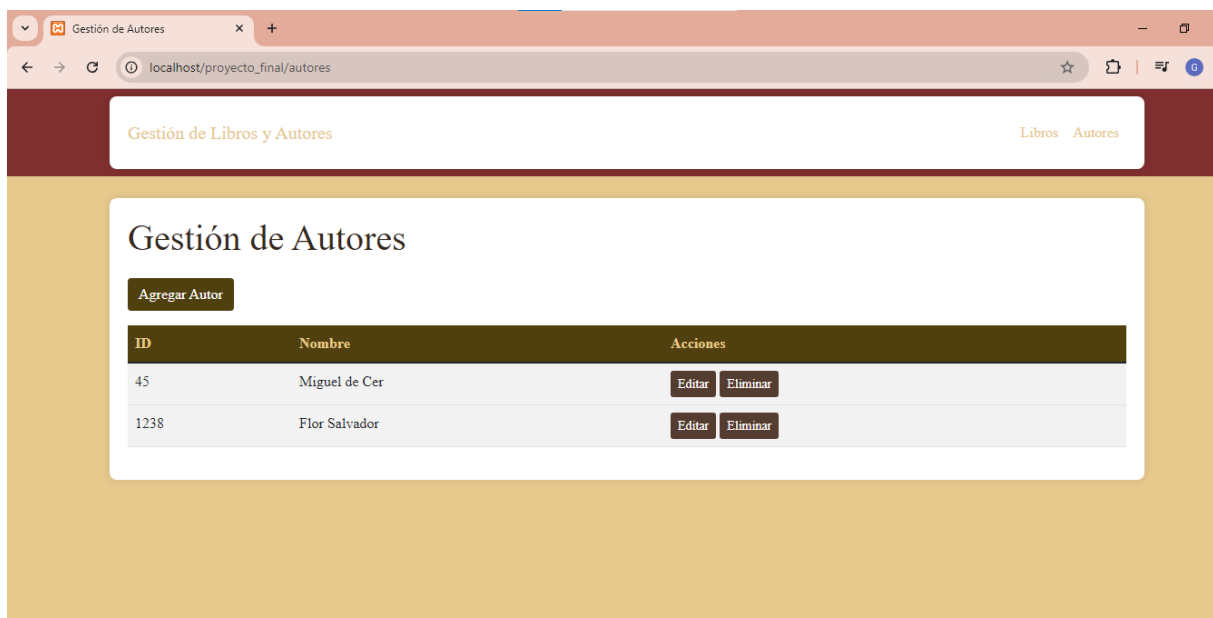 Gestión de Autores
localhost/proyecto_final/autores
G
Gestión de Libros y Autores Libros Autores
Gestión de Autores
Agregar Autor
ID Nombre Acciones
45 Miguel de Cer Editar Eliminar
1238 Flor Salvador Editar Eliminar